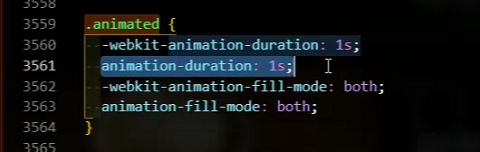 3558
3559 .animated {
3560 -webkit-animation-duration: 1s;
3561 animation-duration: 1s;
3562 -webkit-animation-fill-mode: both;
3563 animation-fill-mode: both;
3564 }
3565